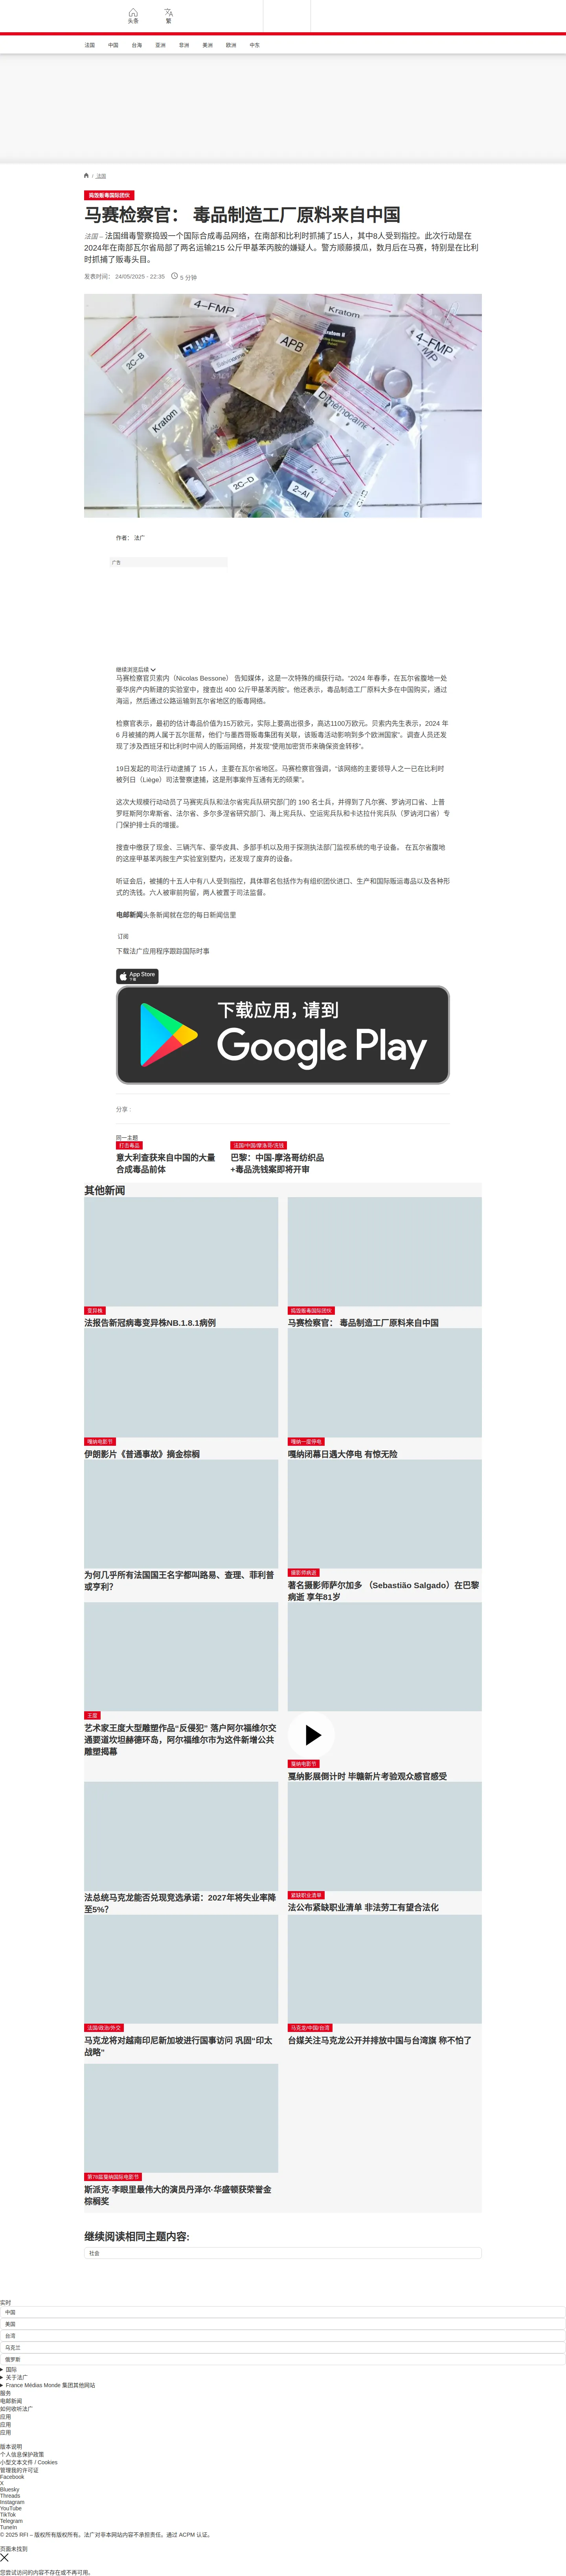 头条
繁
法国 中国 台海 亚洲 非洲 美洲 欧洲 中东
/ 法国
捣毁贩毒国际团伙
马赛检察官： 毒品制造工厂原料来自中国
法国 – 法国缉毒警察捣毁一个国际合成毒品网络，在南部和比利时抓捕了15人，其中8人受到指控。此次行动是在
2024年在南部瓦尔省局部了两名运输215 公斤甲基苯丙胺的嫌疑人。警方顺藤摸瓜，数月后在马赛，特别是在比利
时抓捕了贩毒头目。
发表时间： 24/05/2025 - 22:35 5 分钟
4–FMP
Kratom
4–FMP
MP
2C–B
APB
Kratom
Diméthocaïne
2C–D
2–AI
作者： 法广
广告
继续浏览后续
马赛检察官贝索内（Nicolas Bessone） 告知媒体，这是一次特殊的缉获行动。“2024 年春季，在瓦尔省腹地一处
豪华房产内新建的实验室中，搜查出 400 公斤甲基苯丙胺”。他还表示，毒品制造工厂原料大多在中国购买，通过
海运，然后通过公路运输到瓦尔省地区的贩毒网络。
检察官表示，最初的估计毒品价值为15万欧元，实际上要高出很多，高达1100万欧元。贝素内先生表示，2024 年
6 月被捕的两人属于瓦尔匪帮，他们“与墨西哥贩毒集团有关联，该贩毒活动影响到多个欧洲国家”。调查人员还发
现了涉及西班牙和比利时中间人的贩运网络，并发现“使用加密货币来确保资金转移”。
19日发起的司法行动逮捕了 15 人，主要在瓦尔省地区。马赛检察官强调，“该网络的主要领导人之一已在比利时
被列日（Liège）司法警察逮捕，这是刑事案件互通有无的硕果”。
这次大规模行动动员了马赛宪兵队和法尔省宪兵队研究部门的 190 名士兵，并得到了凡尔赛、罗讷河口省、上普
罗旺斯阿尔卑斯省、法尔省、多尔多涅省研究部门、海上宪兵队、空运宪兵队和卡达拉什宪兵队（罗讷河口省）专
门保护排士兵的增援。
搜查中缴获了现金、三辆汽车、豪华皮具、多部手机以及用于探测执法部门监视系统的电子设备、 在瓦尔省腹地
的这座甲基苯丙胺生产实验室别墅内，还发现了废弃的设备。
听证会后，被捕的十五人中有八人受到指控，具体罪名包括作为有组织团伙进口、生产和国际贩运毒品以及各种形
式的洗钱。六人被审前拘留，两人被置于司法监督。
电邮新闻头条新闻就在您的每日新闻信里
订阅
下载法广应用程序跟踪国际时事
App Store
下载
下载应用，请到
Google Play
分享 :
同一主题
打击毒品
意大利查获来自中国的大量
合成毒品前体
法国/中国/摩洛哥/洗钱
巴黎：中国-摩洛哥纺织品
+毒品洗钱案即将开审
其他新闻
变异株
法报告新冠病毒变异株NB.1.8.1病例
捣毁贩毒国际团伙
马赛检察官： 毒品制造工厂原料来自中国
嘎纳电影节
伊朗影片《普通事故》摘金棕榈
嘎纳一度停电
嘎纳闭幕日遇大停电 有惊无险
为何几乎所有法国国王名字都叫路易、查理、菲利普
或亨利？
摄影师病逝
著名摄影师萨尔加多 （Sebastião Salgado）在巴黎
病逝 享年81岁
王度
艺术家王度大型雕塑作品“反侵犯” 落户阿尔福维尔交
通要道坎坦赫德环岛，阿尔福维尔市为这件新增公共
雕塑揭幕
戛纳电影节
戛纳影展倒计时 毕赣新片考验观众感官感受
法总统马克龙能否兑现竞选承诺：2027年将失业率降
至5%？
紧缺职业清单
法公布紧缺职业清单 非法劳工有望合法化
法国/政治/外交
马克龙将对越南印尼新加坡进行国事访问 巩固“印太
战略”
马克龙/中国/台湾
台媒关注马克龙公开并排放中国与台湾旗 称不怕了
第78届戛纳国际电影节
斯派克·李眼里最伟大的演员丹泽尔·华盛顿获荣誉金
棕榈奖
继续阅读相同主题内容:
社会
实时
中国
美国
台湾
乌克兰
俄罗斯
国际
关于法广
France Médias Monde 集团其他网站
服务
电邮新闻
如何收听法广
应用
应用
应用
版本说明
个人信息保护政策
小型文本文件 / Cookies
管理我的许可证
Facebook
X
Bluesky
Threads
Instagram
YouTube
TikTok
Telegram
TuneIn
© 2025 RFI – 版权所有版权所有。法广对非本网站内容不承担责任。通过 ACPM 认证。
页面未找到
您尝试访问的内容不存在或不再可用。